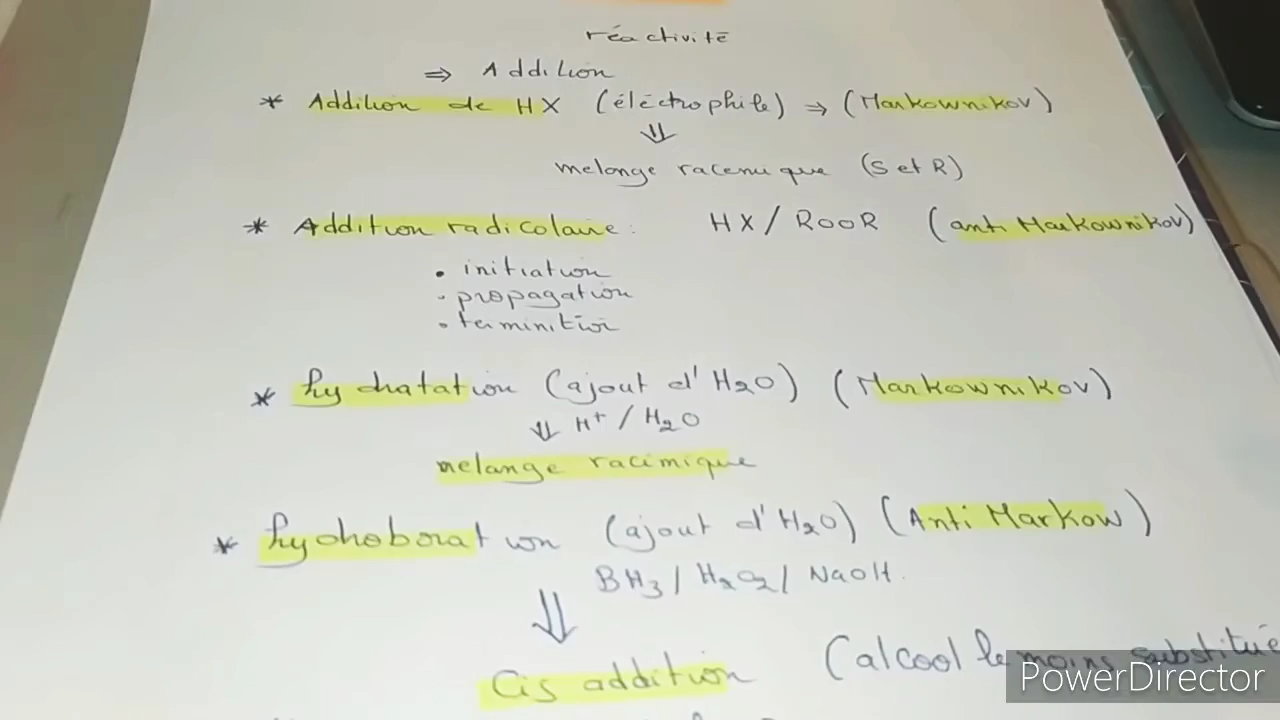 réactivité
⇒ Addition
* Addition de HX (éléctrophile) ⇒ (Markownikov)
⇓
melange racemique (S et R)
* Addition radicolaire : HX / ROOR (anti Markownikov)
• initiation
• propagation
• terminition
* hydratation (ajout d'H2O) (Markownikov)
⇓ H+ / H2O
melange racimique
* hydroboration (ajout d'H2O) (Anti Markow)
BH3 / H2O2 / NaOH.
⇓
Cis addition (alcool le moins substitué
PowerDirector